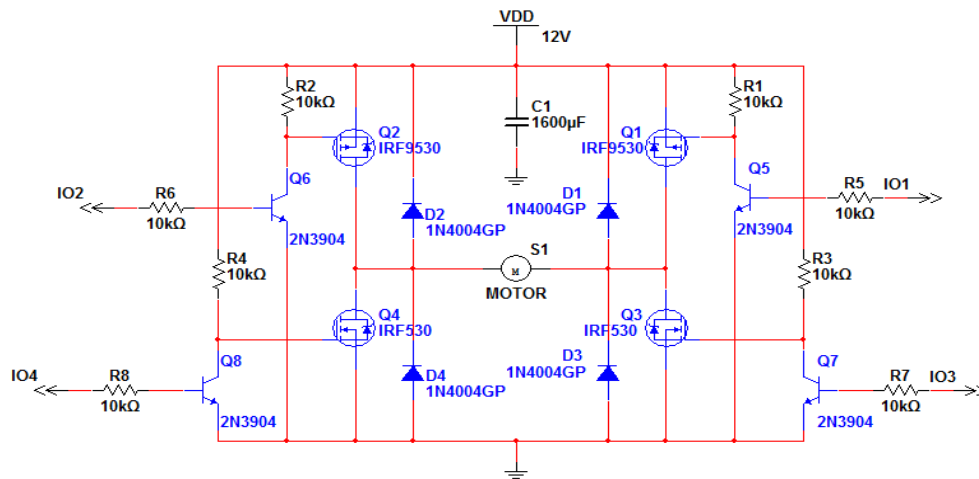 VDD
12V
R2
10kΩ
R1
10kΩ
C1
1600µF
Q2
IRF9530
Q1
IRF9530
Q6
Q5
IO2
R6
10kΩ
R5
10kΩ
IO1
2N3904
2N3904
D2
1N4004GP
D1
1N4004GP
R4
10kΩ
R3
10kΩ
S1
M
MOTOR
Q4
IRF530
Q3
IRF530
Q8
Q7
D4
1N4004GP
D3
1N4004GP
IO4
R8
10kΩ
R7
10kΩ
IO3
2N3904
2N3904